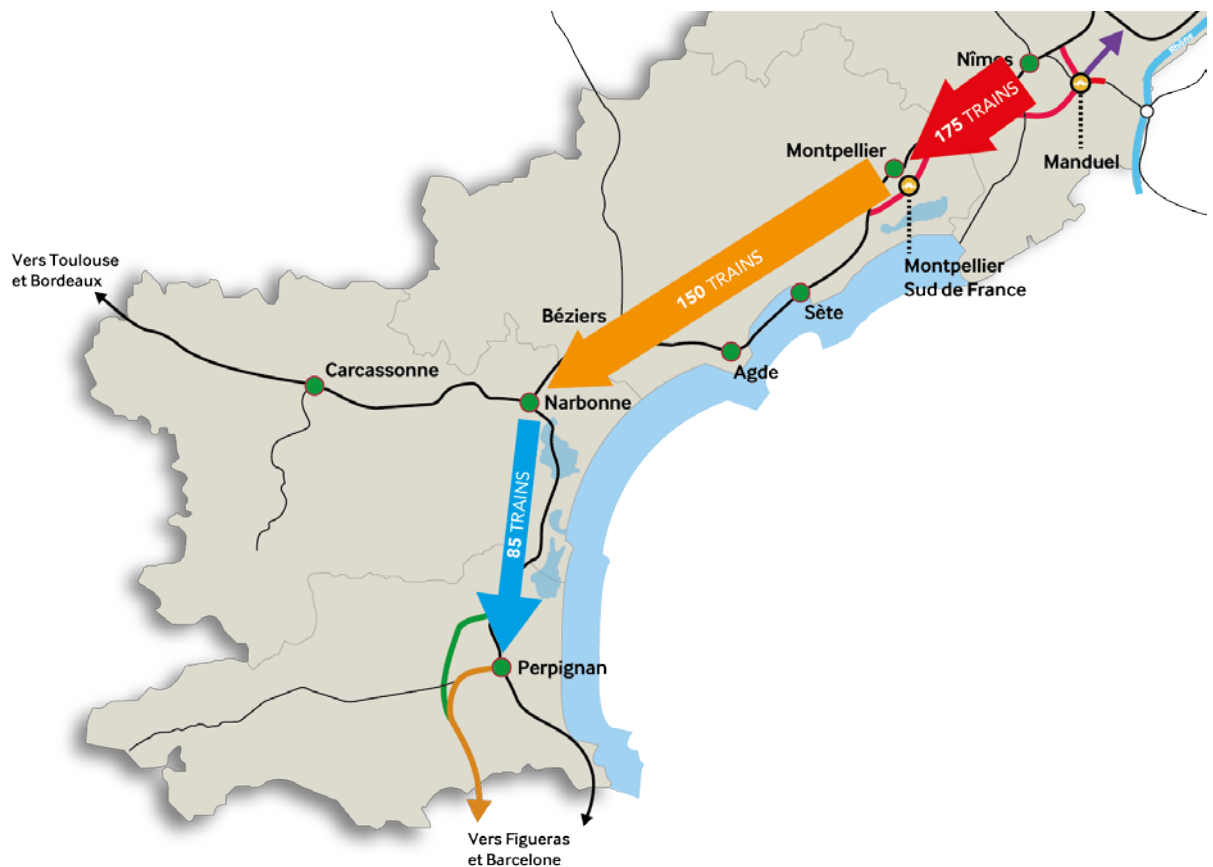 Rhône
Nîmes
175 TRAINS
Manduel
Montpellier
Montpellier
Sud de France
150 TRAINS
Vers Toulouse
et Bordeaux
Sète
Béziers
Agde
Carcassonne
Narbonne
85 TRAINS
Perpignan
Vers Figueras
et Barcelone